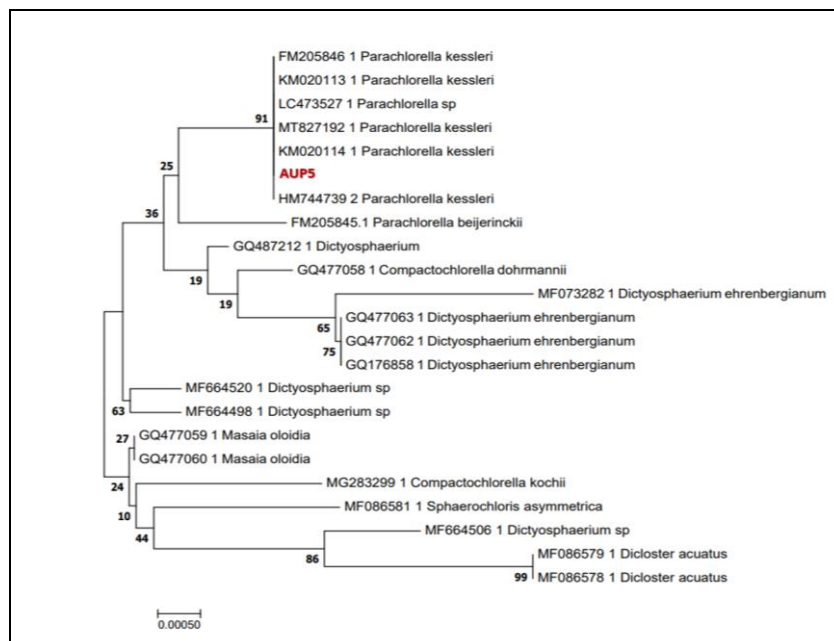 FM205846 1 Parachlorella kessleri
KM020113 1 Parachlorella kessleri
LC473527 1 Parachlorella sp
91
MT827192 1 Parachlorella kessleri
KM020114 1 Parachlorella kessleri
25
AUP5
HM744739 2 Parachlorella kessleri
36
FM205845.1 Parachlorella beijerinckii
GQ487212 1 Dictyosphaerium
GQ477058 1 Compactochlorella dohrmannii
19
MF073282 1 Dictyosphaerium ehrenbergianum
19
GQ477063 1 Dictyosphaerium ehrenbergianum
65
GQ477062 1 Dictyosphaerium ehrenbergianum
75
GQ176858 1 Dictyosphaerium ehrenbergianum
MF664520 1 Dictyosphaerium sp
63
MF664498 1 Dictyosphaerium sp
27
GQ477059 1 Masaia oloidia
GQ477060 1 Masaia oloidia
24
MG283299 1 Compactochlorella kochii
10
MF086581 1 Sphaerochloris asymmetrica
44
MF664506 1 Dictyosphaerium sp
86
MF086579 1 Dicloster acuatus
99
MF086578 1 Dicloster acuatus
0.00050